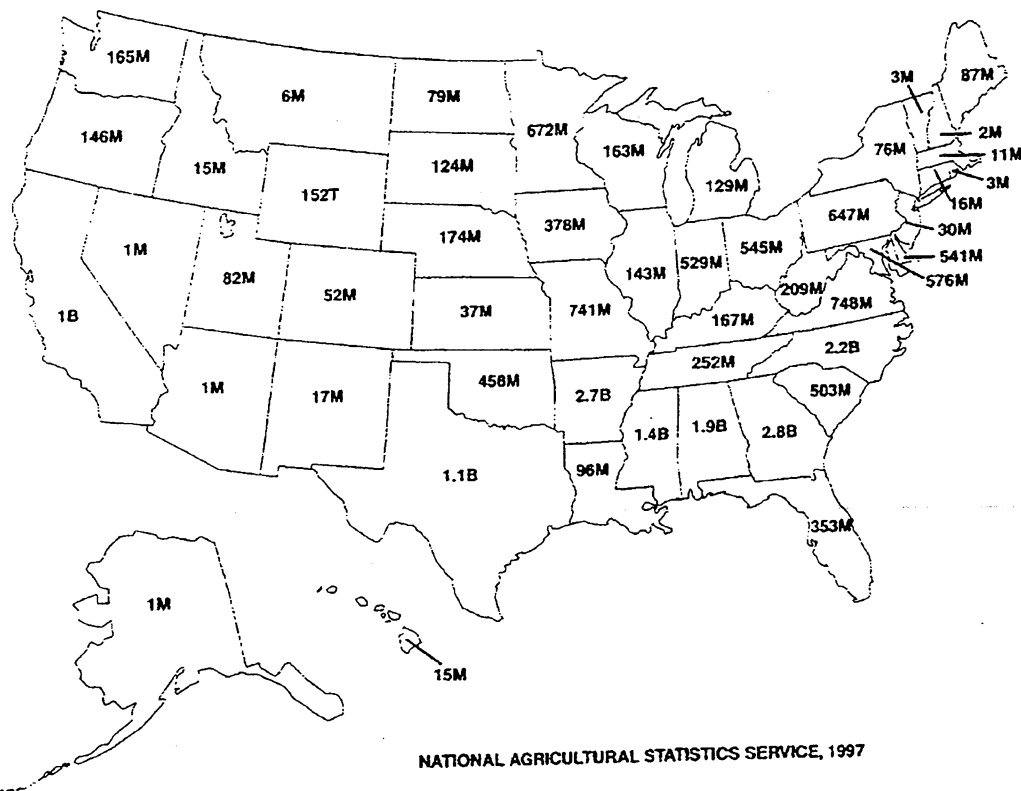 165M
6M
79M
3M
87M
146M
672M
2M
15M
124M
163M
76M
11M
152T
129M
3M
16M
1M
174M
378M
647M
30M
82M
52M
143M
529M
545M
541M
576M
1B
37M
741M
209M
748M
167M
2.2B
1M
17M
458M
252M
2.7B
503M
1.4B
1.9B
2.8B
1.1B
96M
353M
1M
15M
NATIONAL AGRICULTURAL STATISTICS SERVICE, 1997